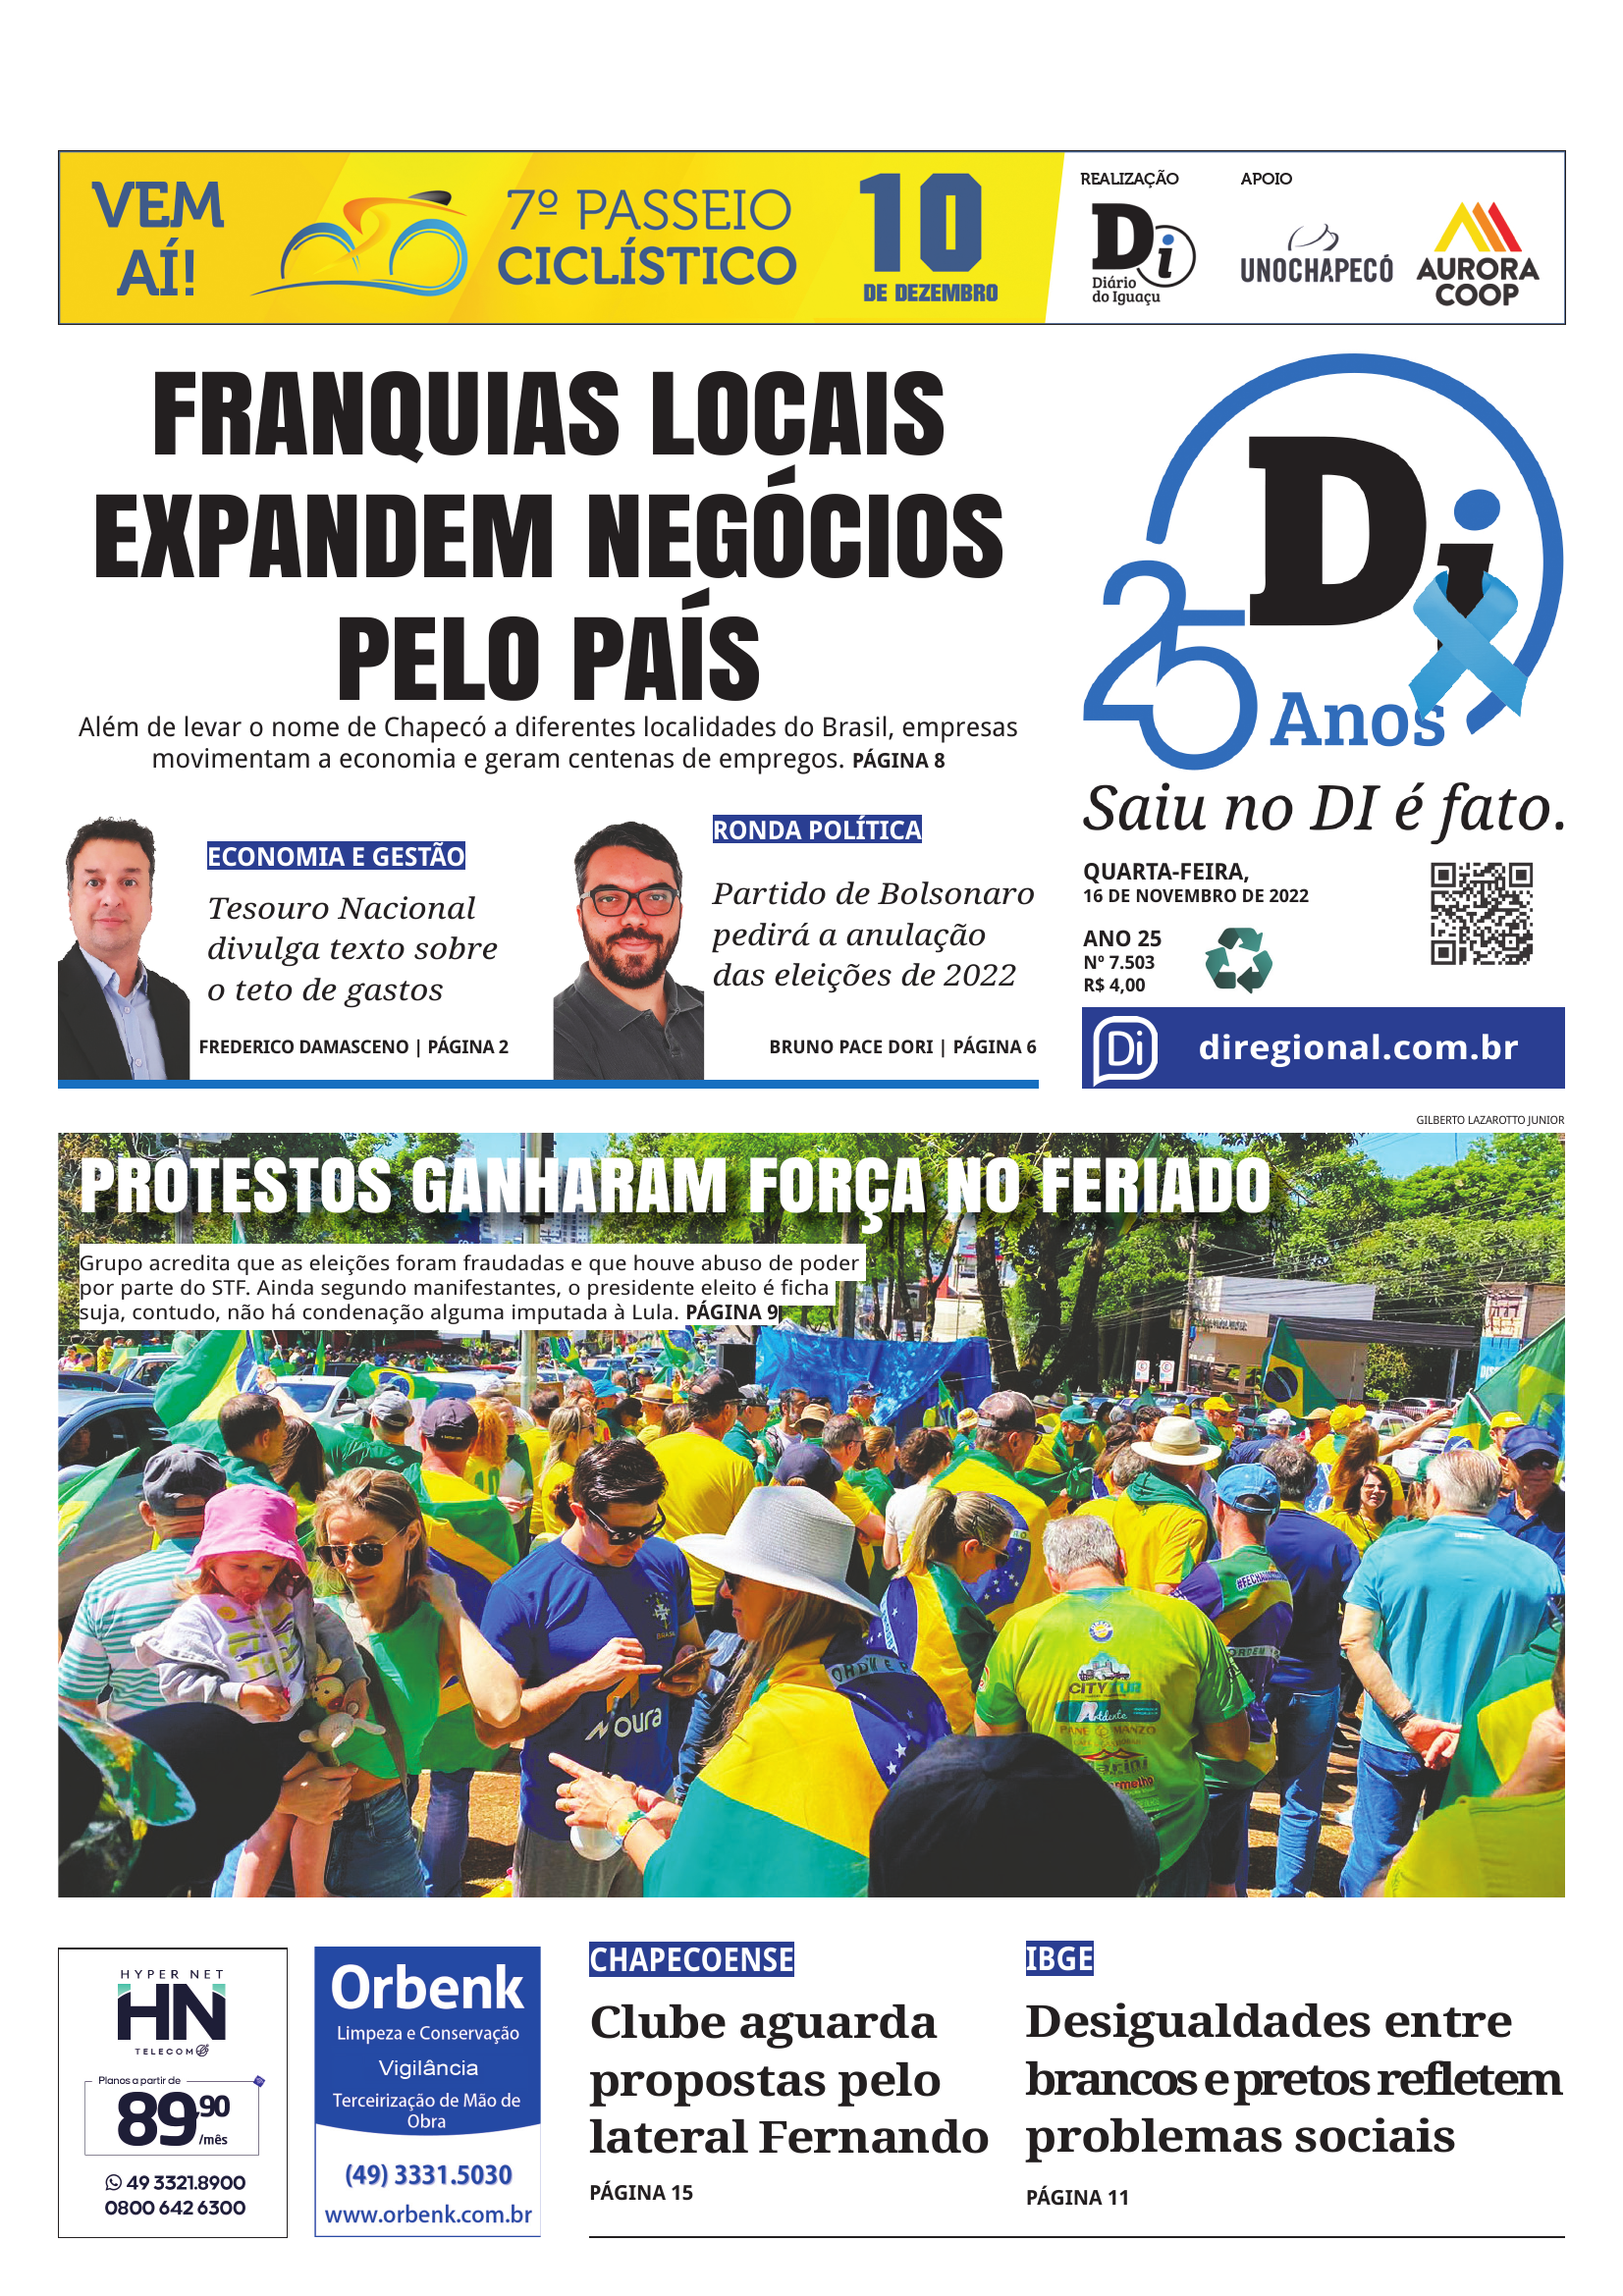 VEM
AÍ!
7º PASSEIO
CICLÍSTICO
10
DE DEZEMBRO
REALIZAÇÃO
Di
Diário
do Iguaçu
APOIO
UNOCHAPECÓ
AURORA
COOP
FRANQUIAS LOCAIS
EXPANDEM NEGÓCIOS
PELO PAÍS
Além de levar o nome de Chapecó a diferentes localidades do Brasil, empresas
movimentam a economia e geram centenas de empregos. PÁGINA 8
ECONOMIA E GESTÃO
Tesouro Nacional
divulga texto sobre
o teto de gastos
FREDERICO DAMASCENO | PÁGINA 2
RONDA POLÍTICA
Partido de Bolsonaro
pedirá a anulação
das eleições de 2022
BRUNO PACE DORI | PÁGINA 6
Di
25 Anos
Saiu no DI é fato.
QUARTA-FEIRA,
16 DE NOVEMBRO DE 2022
ANO 25
Nº 7.503
R$ 4,00
Di
diregional.com.br
GILBERTO LAZAROTTO JUNIOR
PROTESTOS GANHARAM FORÇA NO FERIADO
Grupo acredita que as eleições foram fraudadas e que houve abuso de poder
por parte do STF. Ainda segundo manifestantes, o presidente eleito é ficha
suja, contudo, não há condenação alguma imputada à Lula. PÁGINA 9
BRASIL
Moura
ORDEM E P
CITYTUR
Ardente
PANE MANZO
ORDEM
HYPER NET
HN
TELECOM
Planos a partir de
89,90
/mês
49 3321.8900
0800 642 6300
Orbenk
Limpeza e Conservação
Vigilância
Terceirização de Mão de
Obra
(49) 3331.5030
www.orbenk.com.br
CHAPECOENSE
Clube aguarda
propostas pelo
lateral Fernando
PÁGINA 15
IBGE
Desigualdades entre
brancos e pretos refletem
problemas sociais
PÁGINA 11